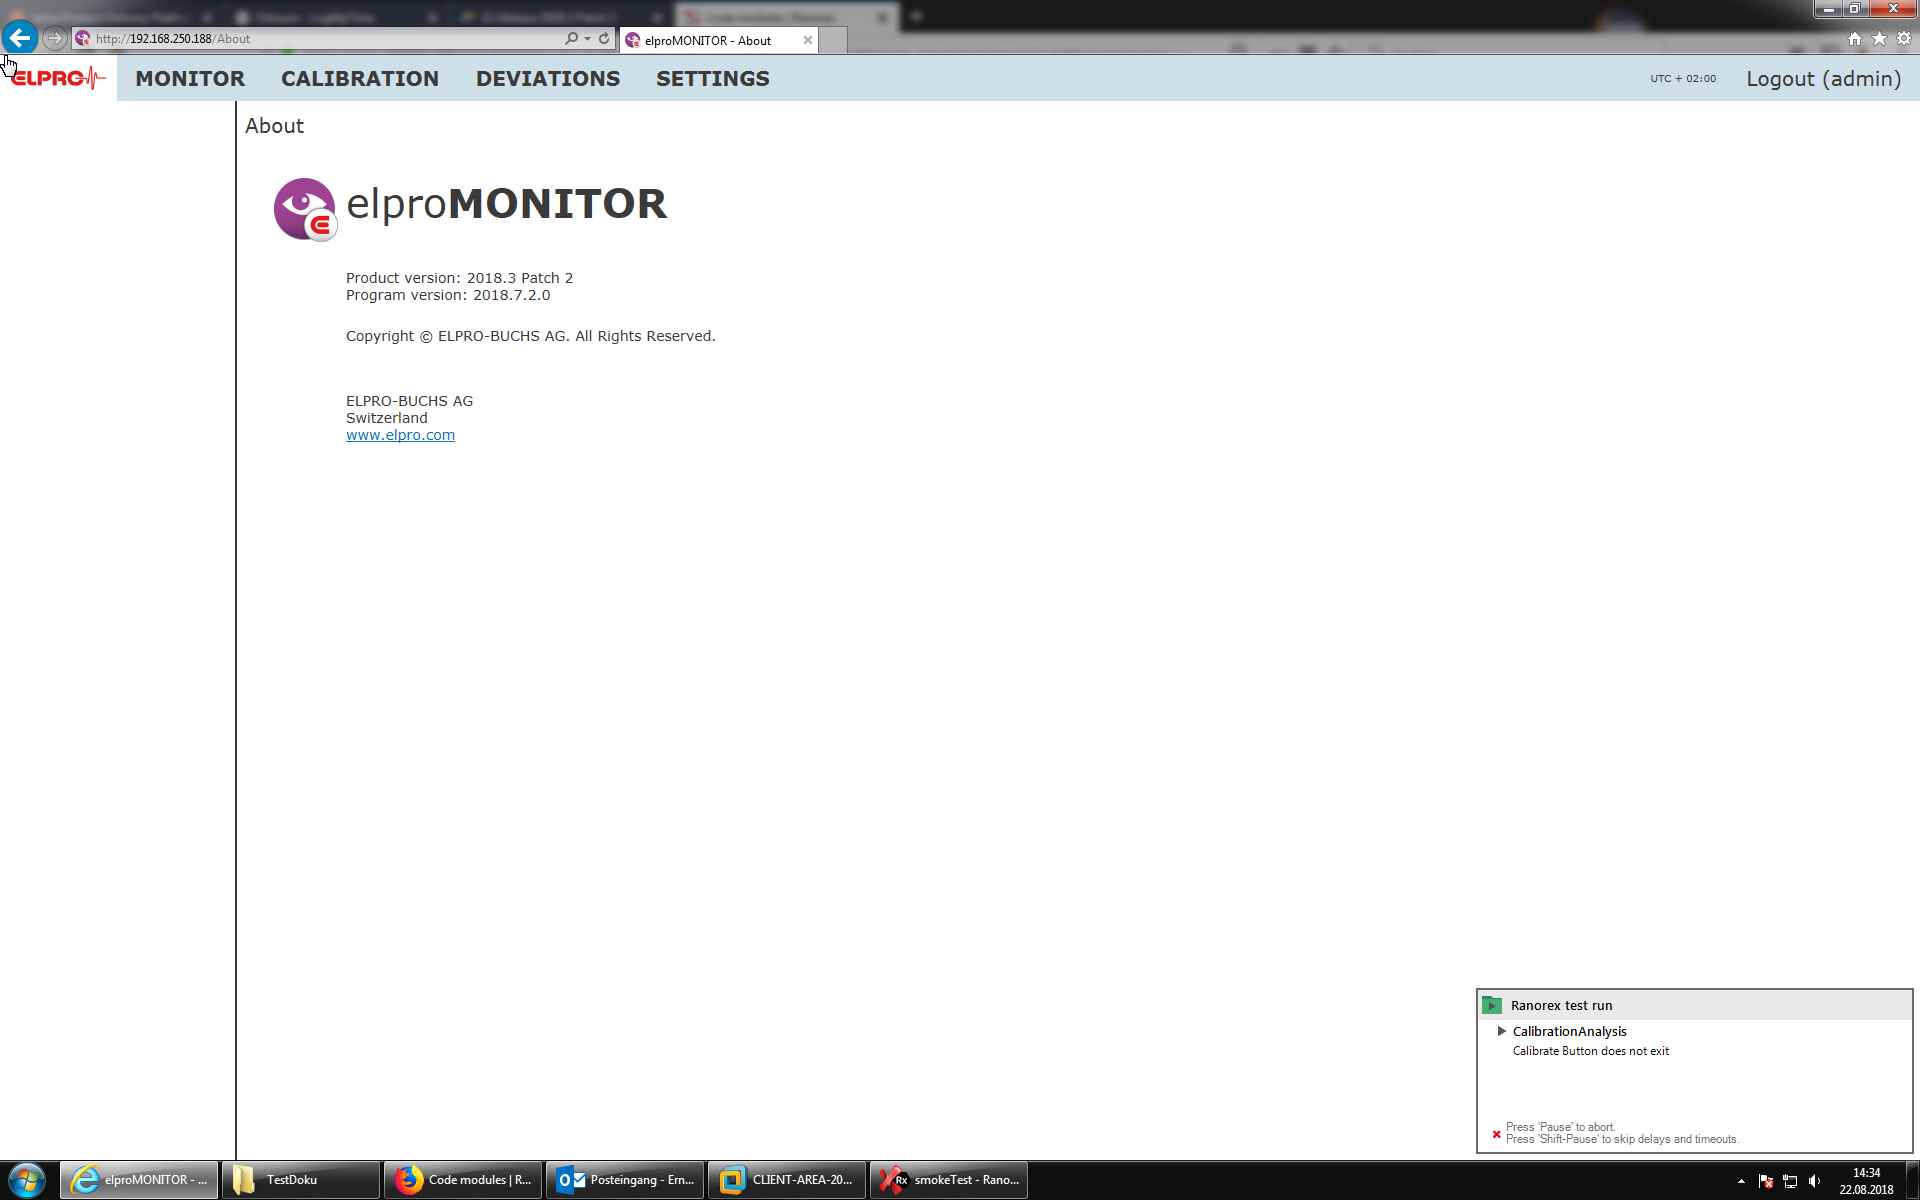 http://192.168.250.188/About
elproMONITOR - About
ELPRO
MONITOR CALIBRATION DEVIATIONS SETTINGS
UTC + 02:00
Logout (admin)
About
elproMONITOR
Product version: 2018.3 Patch 2
Program version: 2018.7.2.0
Copyright © ELPRO-BUCHS AG. All Rights Reserved.
ELPRO-BUCHS AG
Switzerland
www.elpro.com
Ranorex test run
CalibrationAnalysis
Calibrate Button does not exit
Press 'Pause' to abort.
Press 'Shift-Pause' to skip delays and timeouts.
elproMONITOR - ...
TestDoku
Code modules | R...
Posteingang - Ern...
CLIENT-AREA-20...
Rx
smokeTest - Rano...
14:34
22.08.2018